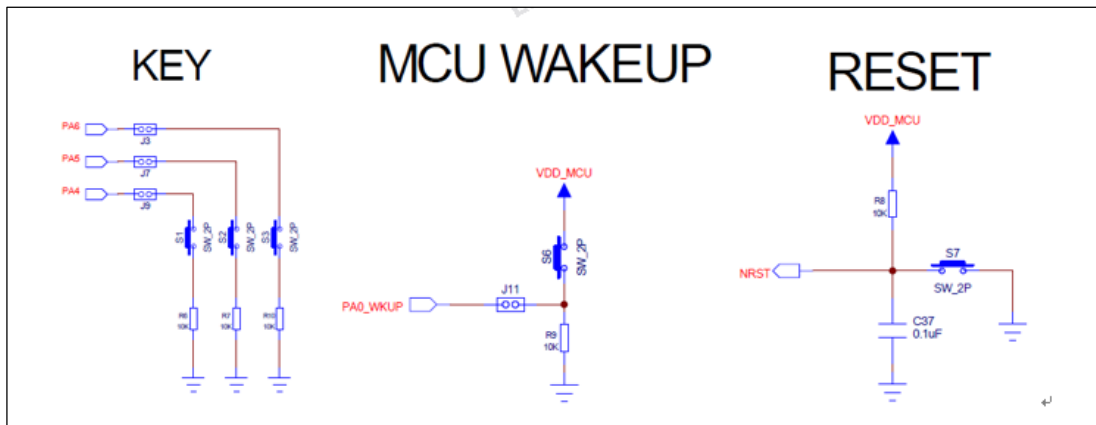 KEY
PA6
J3
PA5
J7
PA4
J9
S1
SW_2P
S2
SW_2P
S3
SW_2P
R6
10K
R7
10K
R10
10K
MCU WAKEUP
VDD_MCU
S6
SW_2P
J11
PA0_WKUP
R9
10K
RESET
VDD_MCU
R8
10K
NRST
S7
SW_2P
C37
0.1uF